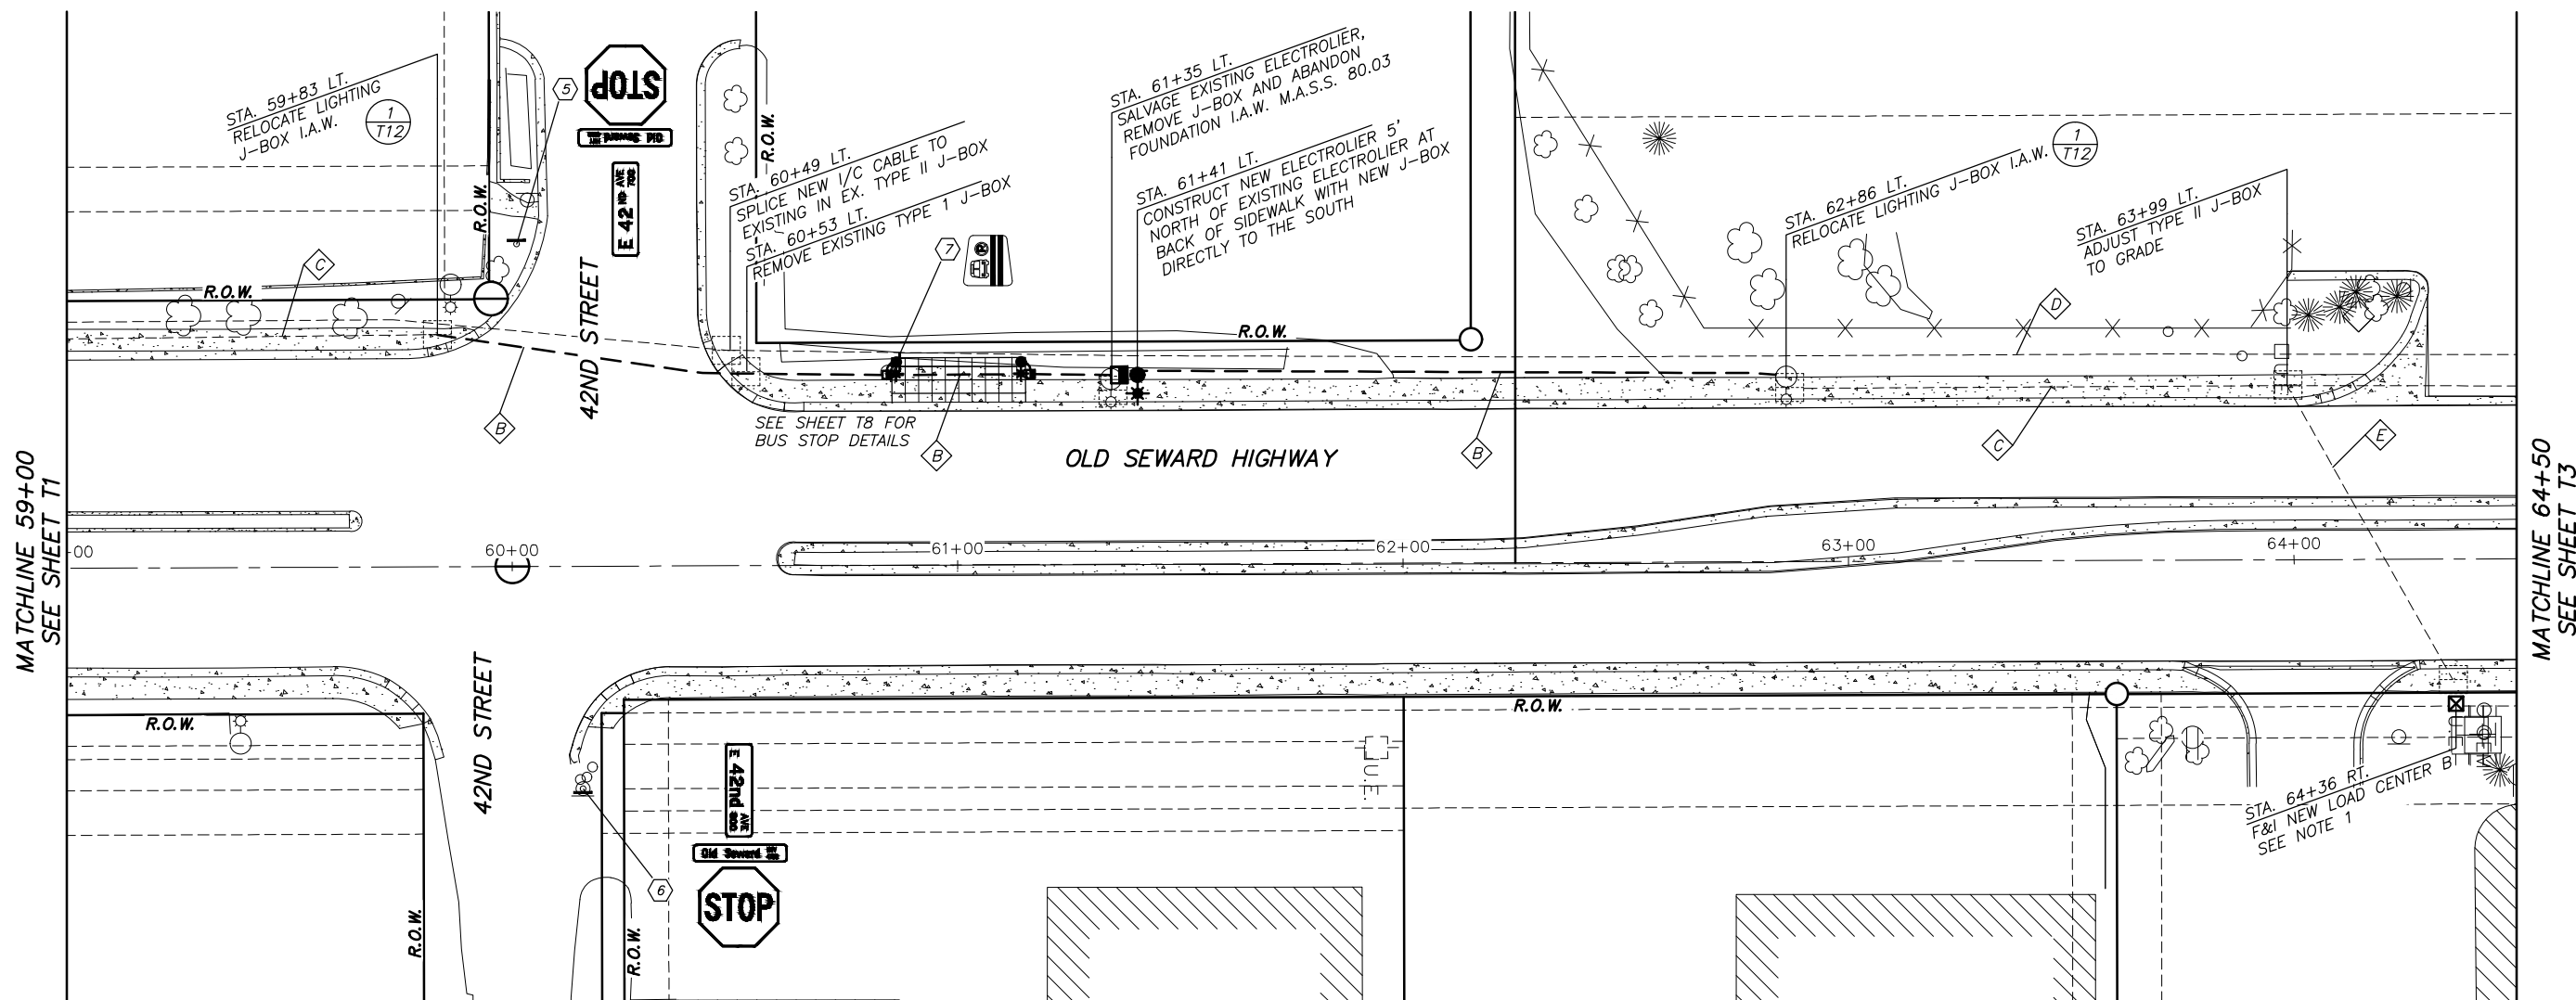 STA. 59+83 LT.
RELOCATE LIGHTING
J-BOX I.A.W.
1
T12
5
STOP
Old Seward
E 42ND AVE
700
R.O.W.
C
R.O.W.
42ND STREET
B
R.O.W.
STA. 60+49 LT.
SPLICE NEW I/C CABLE TO
EXISTING IN EX. TYPE II J-BOX
STA. 60+53 LT.
REMOVE EXISTING TYPE 1 J-BOX
7
STA. 61+35 LT.
SALVAGE EXISTING ELECTROLIER,
REMOVE J-BOX AND ABANDON
FOUNDATION I.A.W. M.A.S.S. 80.03
STA. 61+41 LT.
CONSTRUCT NEW ELECTROLIER 5'
NORTH OF EXISTING ELECTROLIER AT
BACK OF SIDEWALK WITH NEW J-BOX
DIRECTLY TO THE SOUTH
R.O.W.
STA. 62+86 LT.
RELOCATE LIGHTING J-BOX I.A.W.
1
T12
STA. 63+99 LT.
ADJUST TYPE II J-BOX
TO GRADE
D
SEE SHEET T8 FOR
BUS STOP DETAILS
B
OLD SEWARD HIGHWAY
B
C
E
MATCHLINE 59+00
SEE SHEET T1
MATCHLINE 64+50
SEE SHEET T3
00
60+00
61+00
62+00
63+00
64+00
42ND STREET
R.O.W.
R.O.W.
R.O.W.
R.O.W.
E 42nd AVE
800
Old Seward HWY
STOP
6
U.E.
STA. 64+36 RT.
F&I NEW LOAD CENTER B
SEE NOTE 1